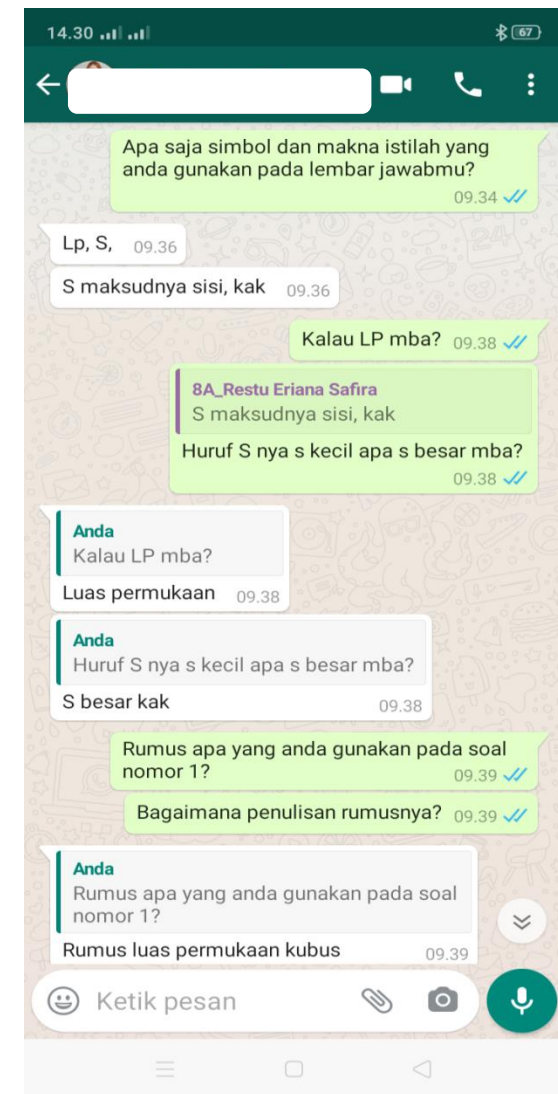 14.30
67
Apa saja simbol dan makna istilah yang
anda gunakan pada lembar jawabmu?
09.34
Lp, S, 09.36
S maksudnya sisi, kak 09.36
Kalau LP mba? 09.38
8A_Restu Eriana Safira
S maksudnya sisi, kak
Huruf S nya s kecil apa s besar mba?
09.38
Anda
Kalau LP mba?
Luas permukaan 09.38
Anda
Huruf S nya s kecil apa s besar mba?
S besar kak 09.38
Rumus apa yang anda gunakan pada soal
nomor 1? 09.39
Bagaimana penulisan rumusnya? 09.39
Anda
Rumus apa yang anda gunakan pada soal
nomor 1?
Rumus luas permukaan kubus 09.39
Ketik pesan